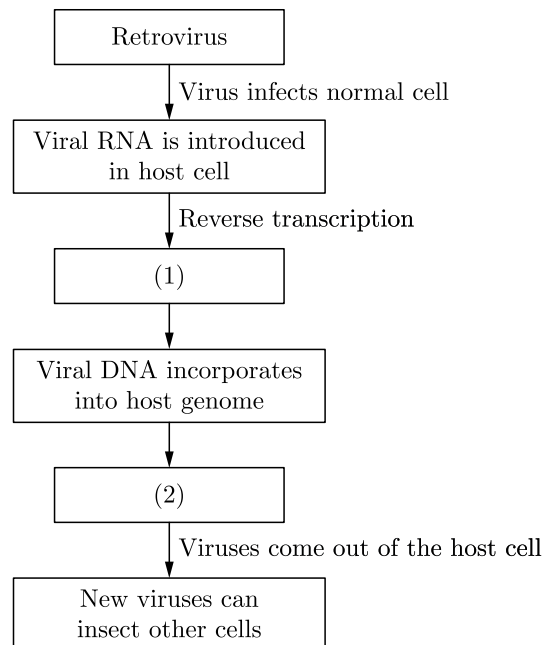 Retrovirus
Virus infects normal cell
Viral RNA is introduced
in host cell
Reverse transcription
(1)
Viral DNA incorporates
into host genome
(2)
Viruses come out of the host cell
New viruses can
insect other cells